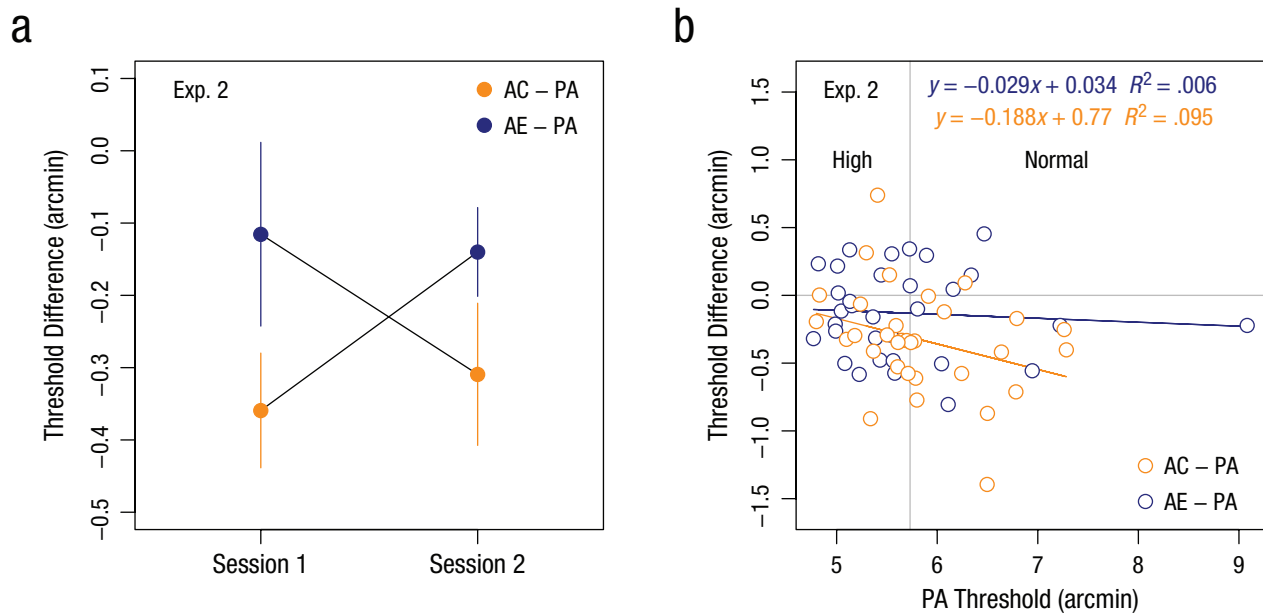 a
Exp. 2
AC – PA
AE – PA
Threshold Difference (arcmin)
0.1
0.0
−0.1
−0.2
−0.3
−0.4
−0.5
Session 1
Session 2
b
Exp. 2
y = −0.029x + 0.034 R² = .006
y = −0.188x + 0.77 R² = .095
High
Normal
Threshold Difference (arcmin)
1.5
1.0
0.5
0.0
−0.5
−1.0
−1.5
AC – PA
AE – PA
5 6 7 8 9
PA Threshold (arcmin)